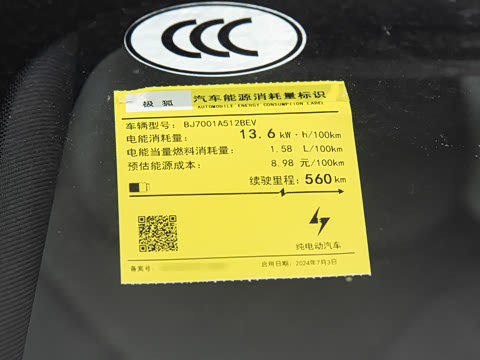 CCC
极狐 汽车能源消耗量标识
AUTOMOBILE ENERGY CONSUMPTION LABEL
车辆型号: BJ7001A512BEV
电能消耗量: 13.6 kW·h/100km
电能当量燃料消耗量: 1.58 L/100km
预估能源成本: 8.98 元/100km
续驶里程: 560km
纯电动汽车
备案号:
启用日期: 2024年7月3日